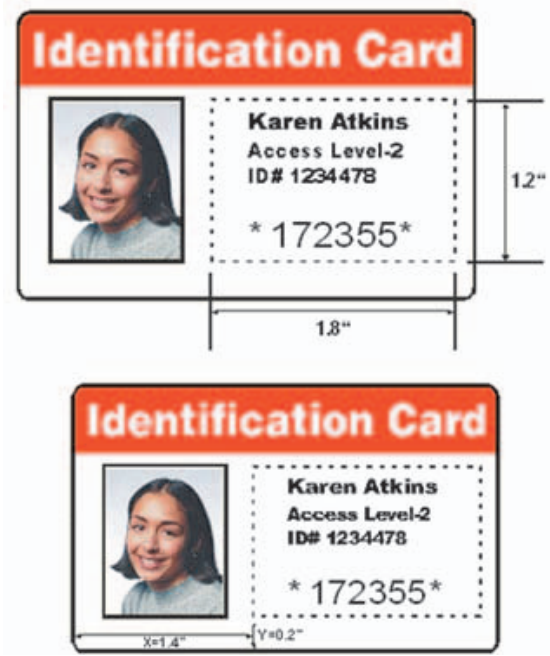 Identification Card
Karen Atkins
Access Level-2
ID# 1234478
* 172355*
1.2"
1.8"
Identification Card
Karen Atkins
Access Level-2
ID# 1234478
* 172355*
X=1.4"
Y=0.2"